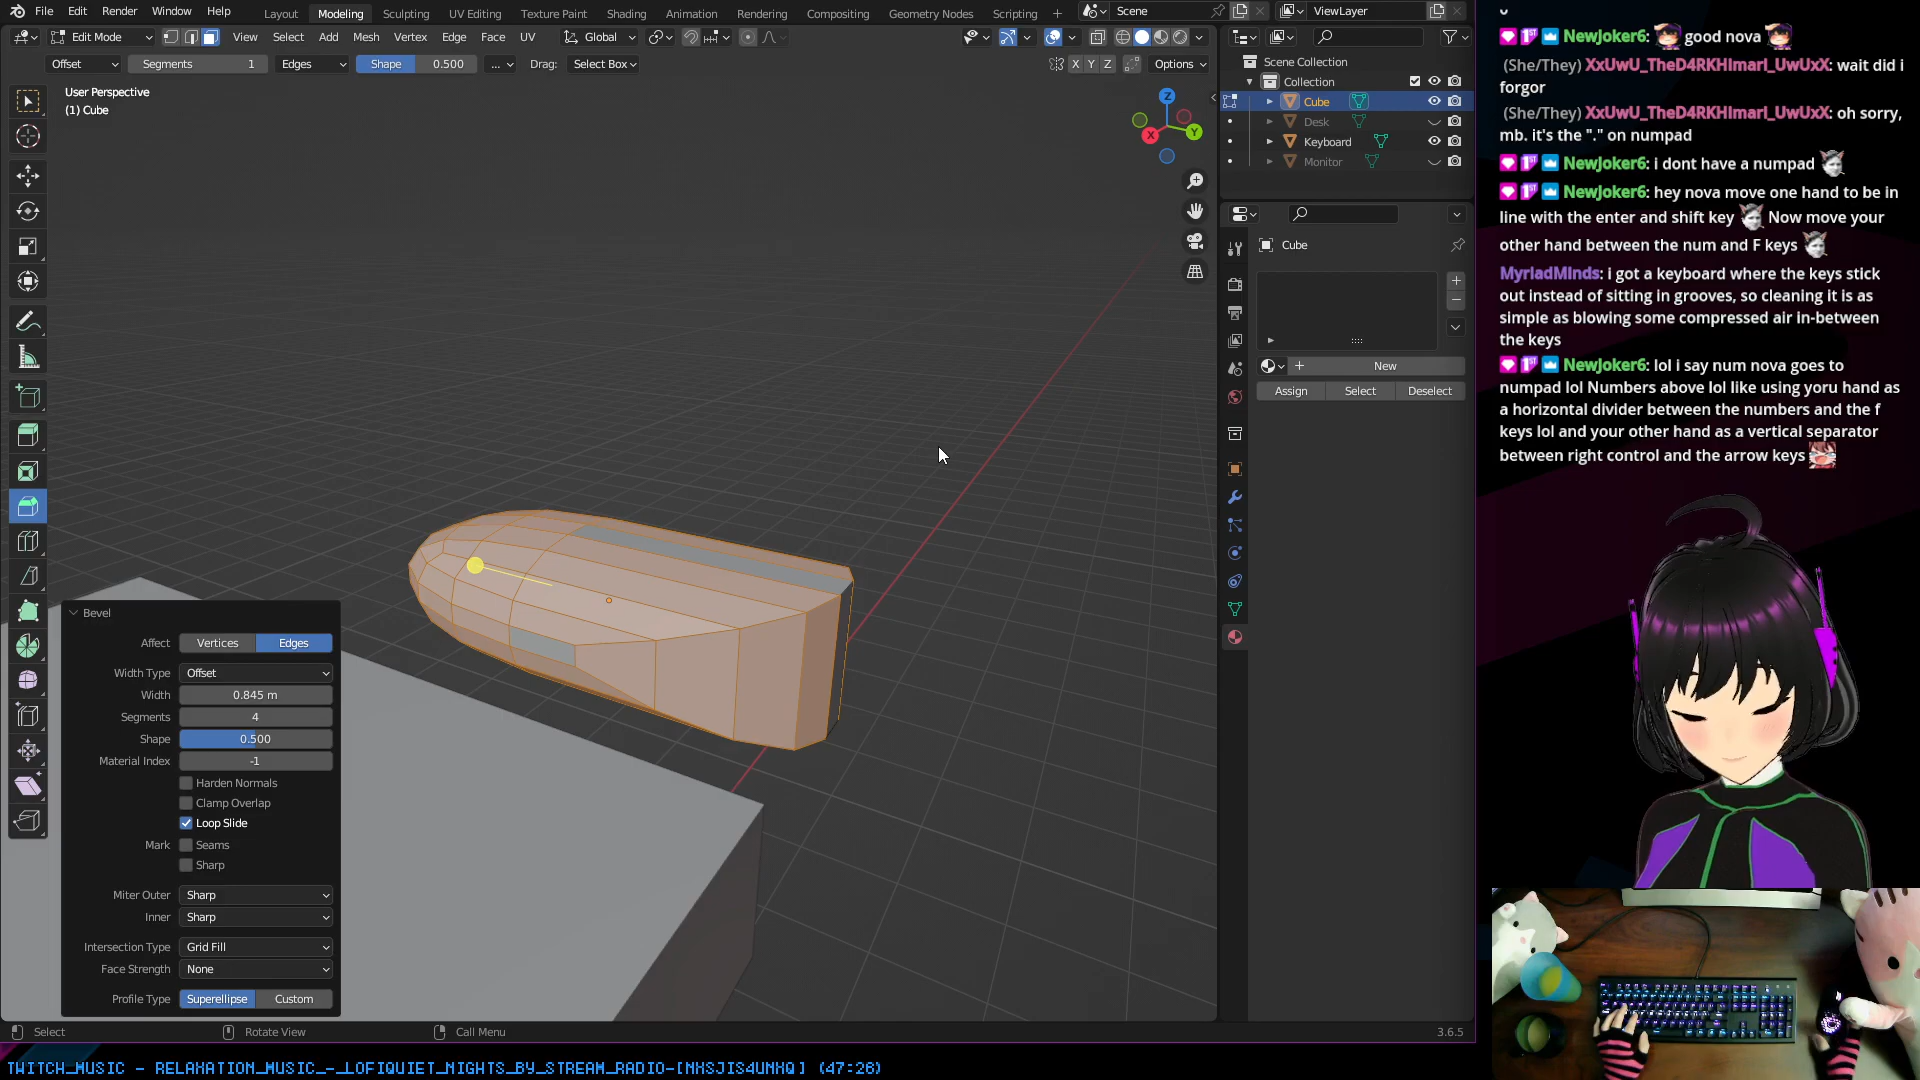 File Edit Render Window Help Layout Modeling Sculpting UV Editing Texture Paint Shading Animation Rendering Compositing Geometry Nodes Scripting + Scene ViewLayer
Edit Mode View Select Add Mesh Vertex Edge Face UV Global
Offset Segments 1 Edges Shape 0.500 ... Drag: Select Box X Y Z Options
User Perspective
(1) Cube
Z
X
Y
Scene Collection
Collection
Cube
Desk
Keyboard
Monitor
Cube
New
Assign Select Deselect
Bevel
Affect Vertices Edges
Width Type Offset
Width 0.845 m
Segments 4
Shape 0.500
Material Index -1
Harden Normals
Clamp Overlap
Loop Slide
Mark Seams
Sharp
Miter Outer Sharp
Inner Sharp
Intersection Type Grid Fill
Face Strength None
Profile Type Superellipse Custom
Select Rotate View Call Menu 3.6.5
NewJoker6: good nova
(She/They) XxUwU_TheD4RKHImarI_UwUxX: wait did i
forgor
(She/They) XxUwU_TheD4RKHImarI_UwUxX: oh sorry,
mb. it's the "." on numpad
NewJoker6: i dont have a numpad
NewJoker6: hey nova move one hand to be in
line with the enter and shift key Now move your
other hand between the num and F keys
MyriadMinds: i got a keyboard where the keys stick
out instead of sitting in grooves, so cleaning it is as
simple as blowing some compressed air in-between
the keys
NewJoker6: lol i say num nova goes to
numpad lol Numbers above lol like using yoru hand as
a horizontal divider between the numbers and the f
keys lol and your other hand as a vertical separator
between right control and the arrow keys
TWITCH_MUSIC - RELAXATION_MUSIC_-_LOFIQUIET_NIGHTS_BY_STREAM_RADIO-[NXSJIS4UNXQ] (47:26)